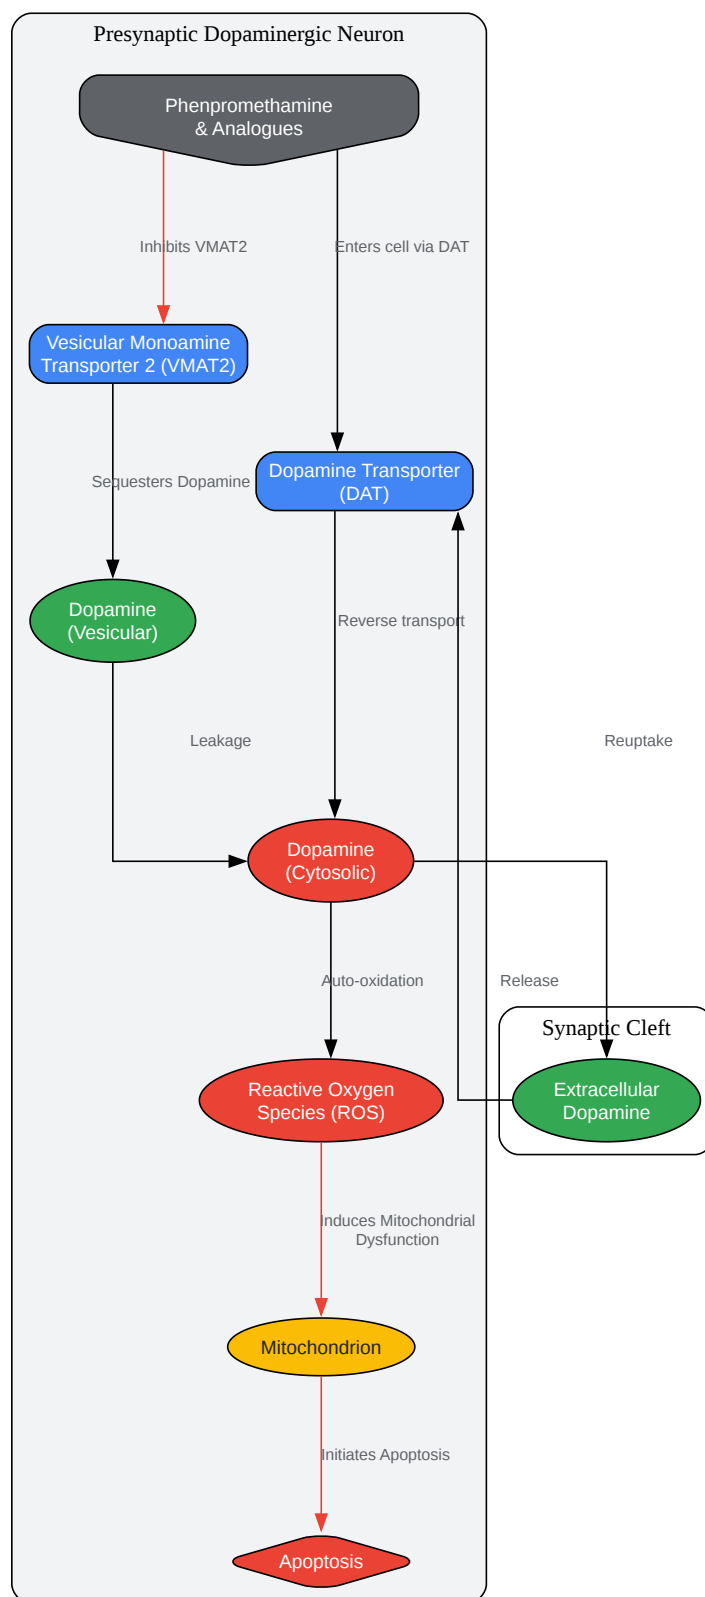 Presynaptic Dopaminergic Neuron
Phenpromethamine
& Analogues
Inhibits VMAT2
Enters cell via DAT
Vesicular Monoamine
Transporter 2 (VMAT2)
Dopamine Transporter
(DAT)
Sequesters Dopamine
Dopamine
(Vesicular)
Reverse transport
Leakage
Reuptake
Dopamine
(Cytosolic)
Auto-oxidation
Release
Synaptic Cleft
Reactive Oxygen
Species (ROS)
Extracellular
Dopamine
Induces Mitochondrial
Dysfunction
Mitochondrion
Initiates Apoptosis
Apoptosis